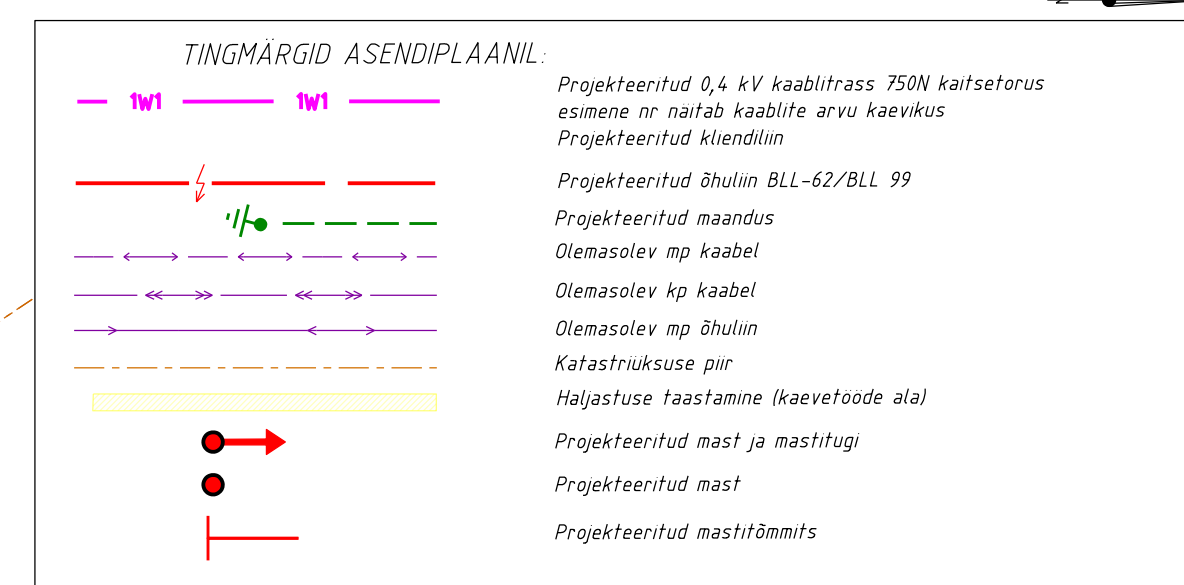 TINGMÄRGID ASENDIPLAANIL:
1W1 1W1
Projekteeritud 0,4 kV kaablitrass 750N kaitsetorus
esimene nr näitab kaablite arvu kaevikus
Projekteeritud kliendiliin
Projekteeritud õhuliin BLL-62/BLL 99
Projekteeritud maandus
Olemasolev mp kaabel
Olemasolev kp kaabel
Olemasolev mp õhuliin
Katastriüksuse piir
Haljastuse taastamine (kaevetööde ala)
Projekteeritud mast ja mastitugi
Projekteeritud mast
Projekteeritud mastitõmmits